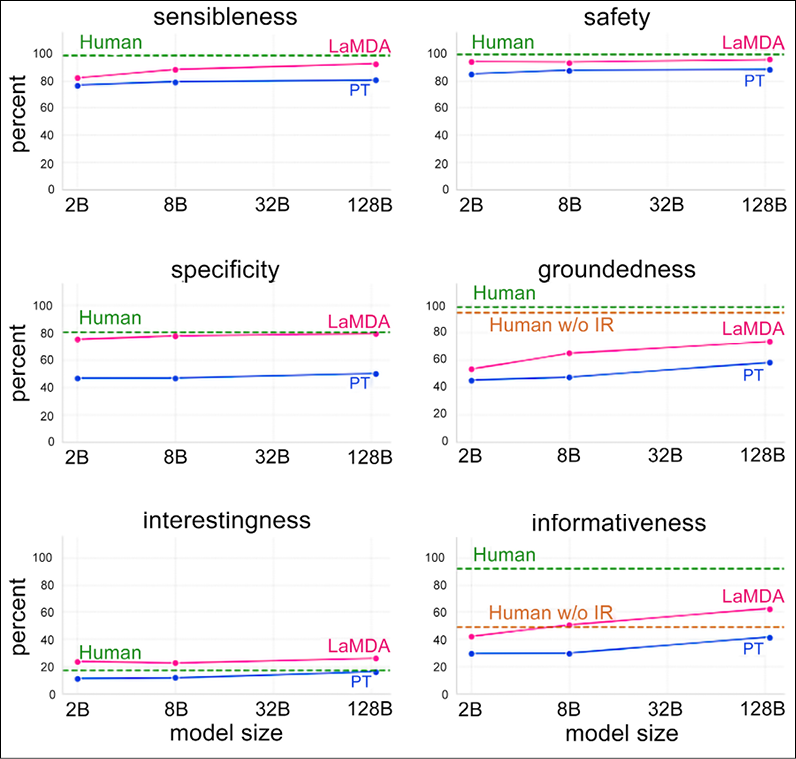 sensibleness
percent
100
80
60
40
20
0
Human
LaMDA
PT
2B 8B 32B 128B
safety
100
80
60
40
20
0
Human
LaMDA
PT
2B 8B 32B 128B
specificity
percent
100
80
60
40
20
0
Human
LaMDA
PT
2B 8B 32B 128B
groundedness
100
80
60
40
20
0
Human
Human w/o IR
LaMDA
PT
2B 8B 32B 128B
interestingness
percent
100
80
60
40
20
0
Human
LaMDA
PT
2B 8B 32B 128B
model size
informativeness
100
80
60
40
20
0
Human
LaMDA
Human w/o IR
PT
2B 8B 32B 128B
model size